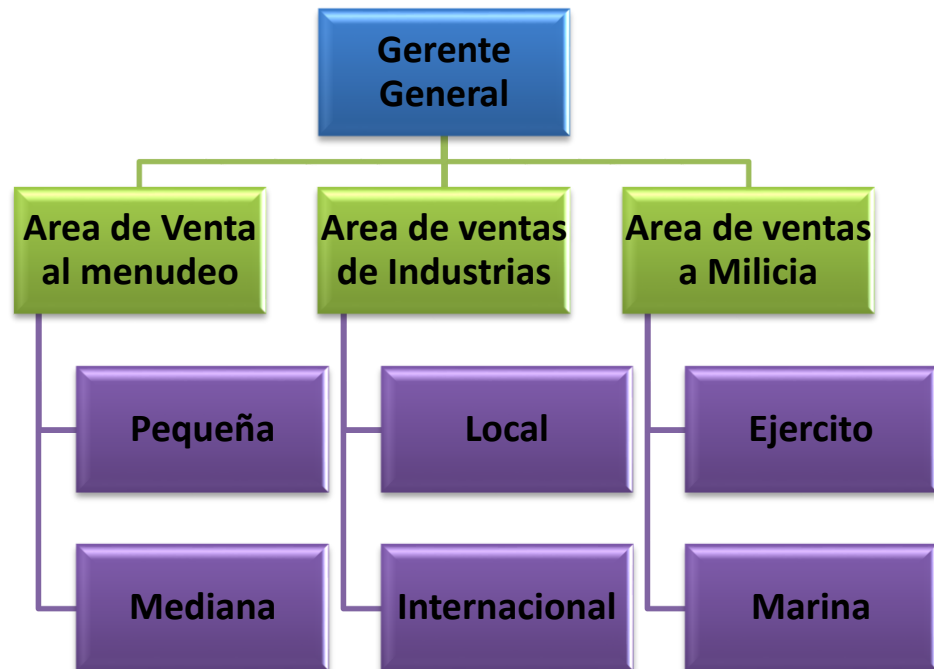 Gerente
General
Area de Venta
al menudeo
Area de ventas
de Industrias
Area de ventas
a Milicia
Pequeña
Local
Ejercito
Mediana
Internacional
Marina